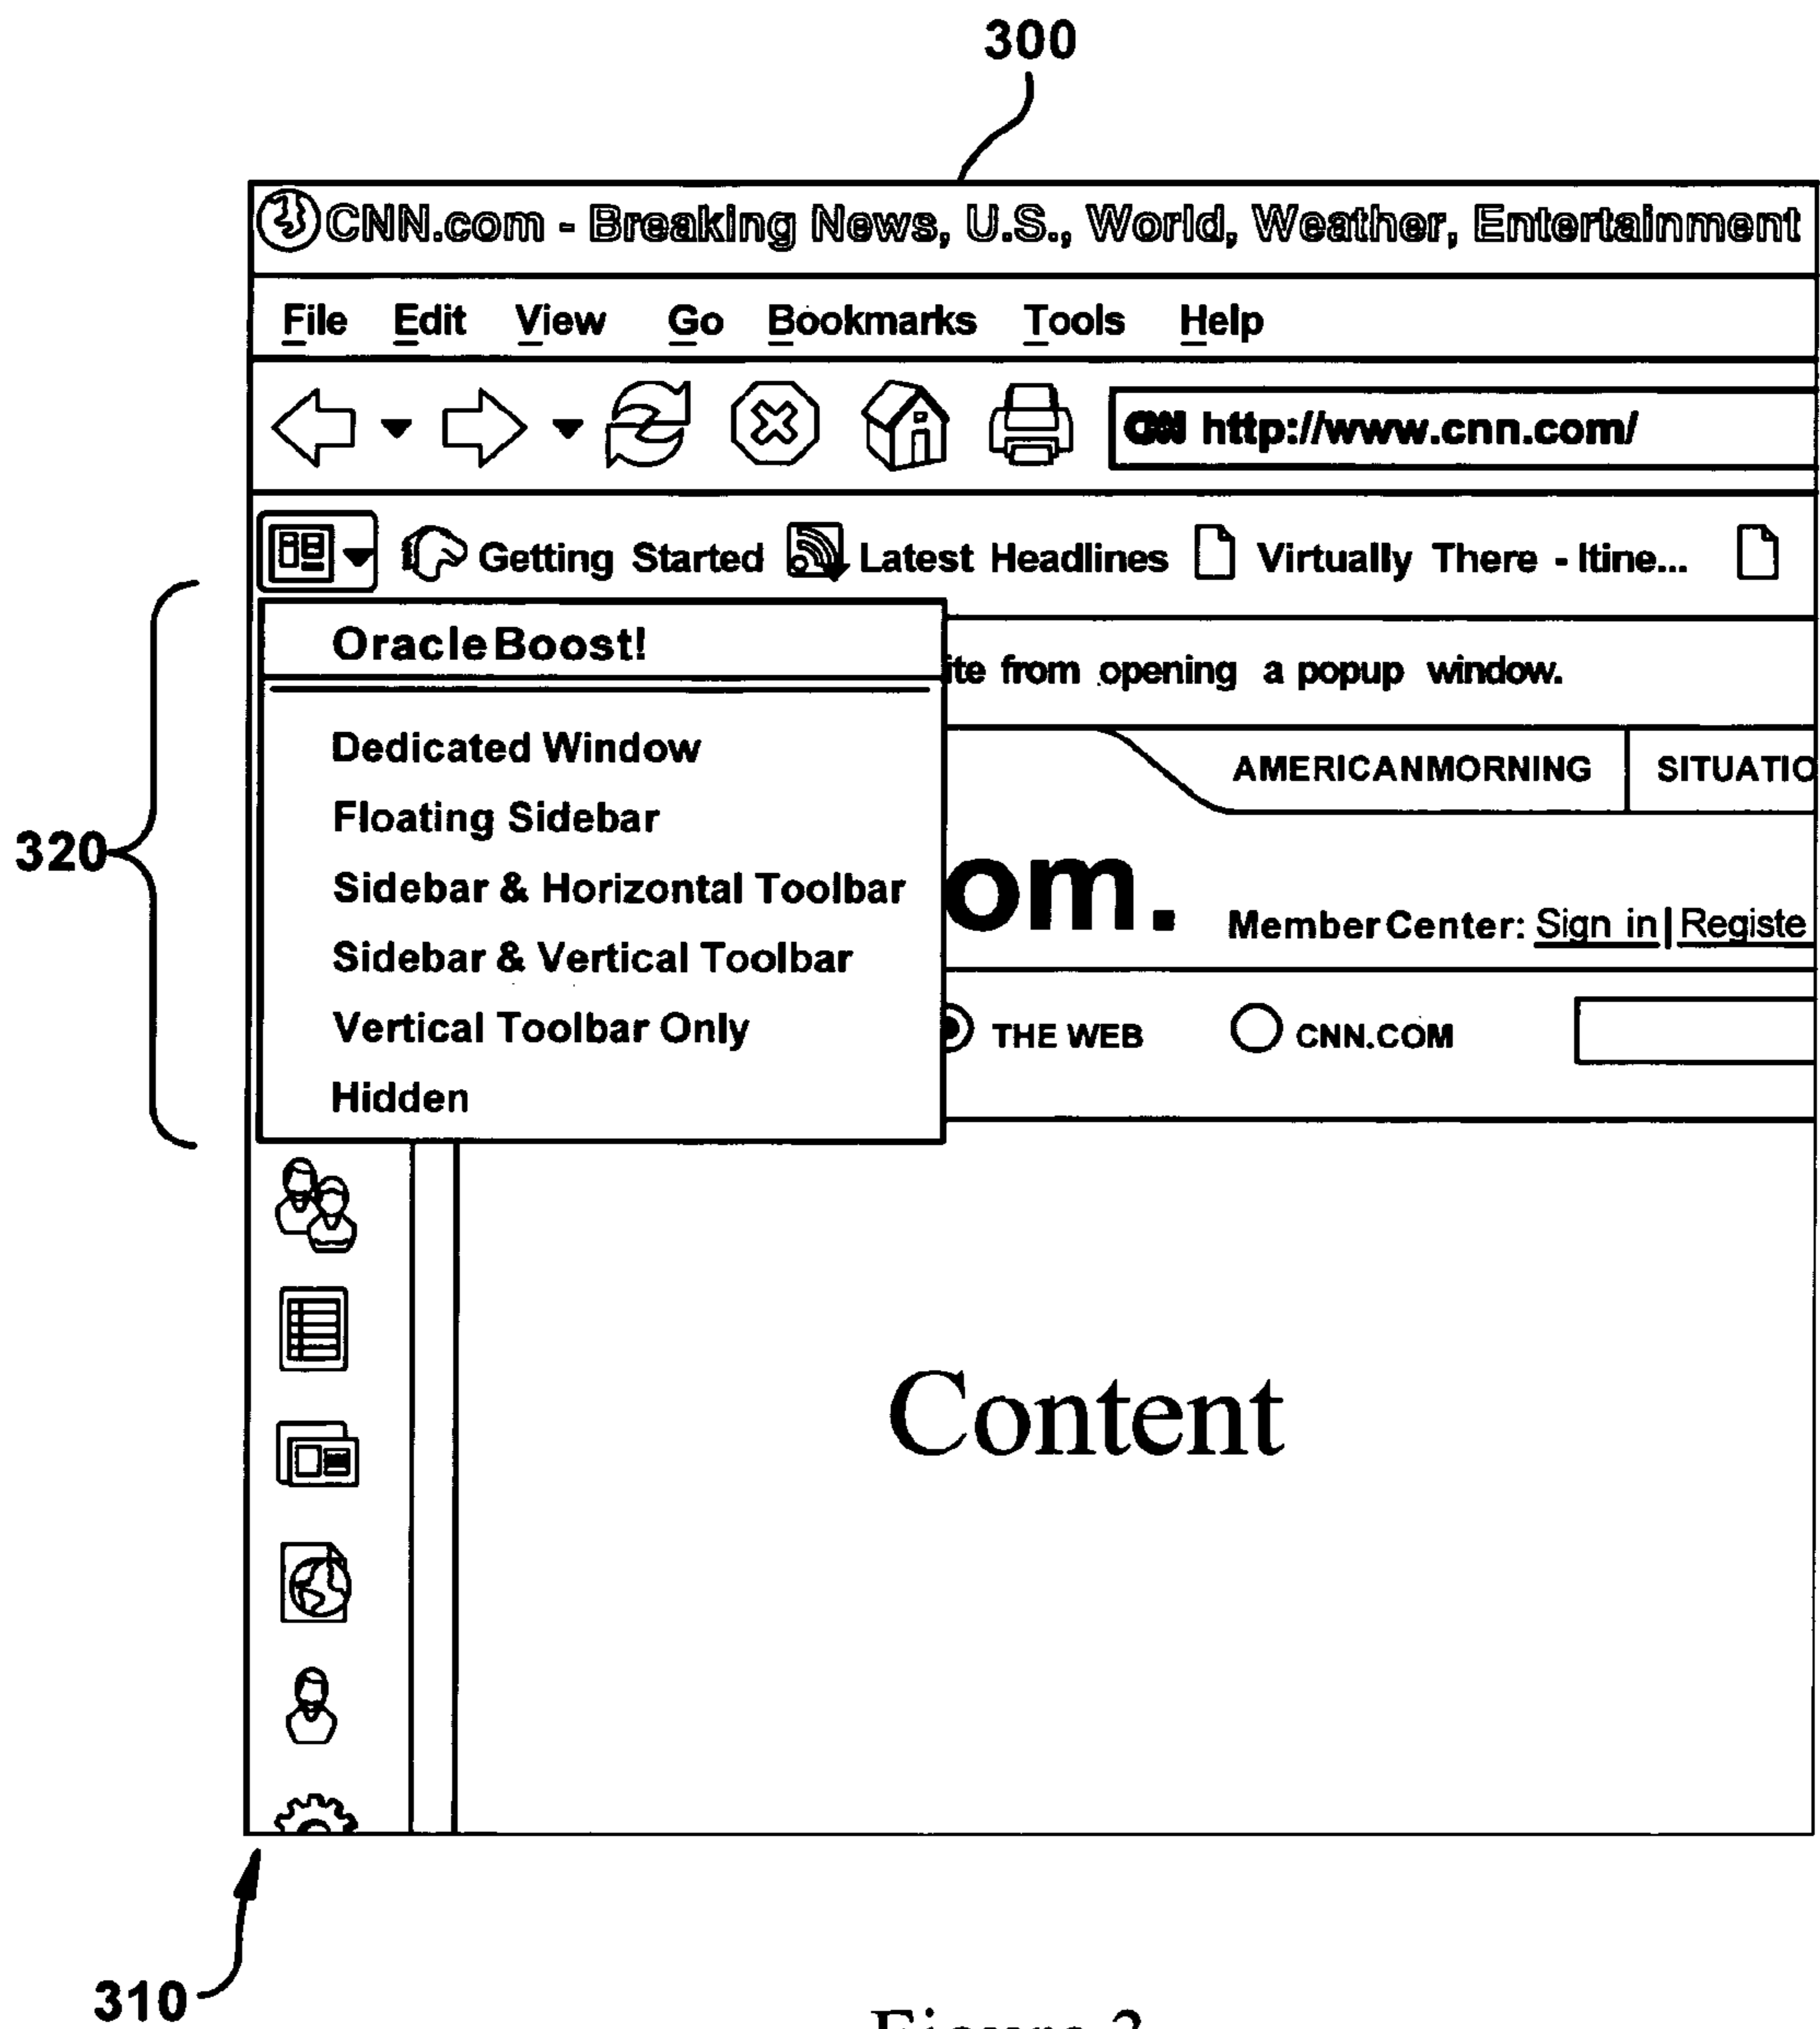 300
CNN.com - Breaking News, U.S., World, Weather, Entertainment
File Edit View Go Bookmarks Tools Help
CNN http://www.cnn.com/
Getting Started Latest Headlines Virtually There - Itine...
OracleBoost!
ite from opening a popup window.
Dedicated Window
AMERICANMORNING SITUATIO
Floating Sidebar
320
Sidebar & Horizontal Toolbar
om.
Member Center: Sign in | Registe
Sidebar & Vertical Toolbar
Vertical Toolbar Only
THE WEB CNN.COM
Hidden
Content
310